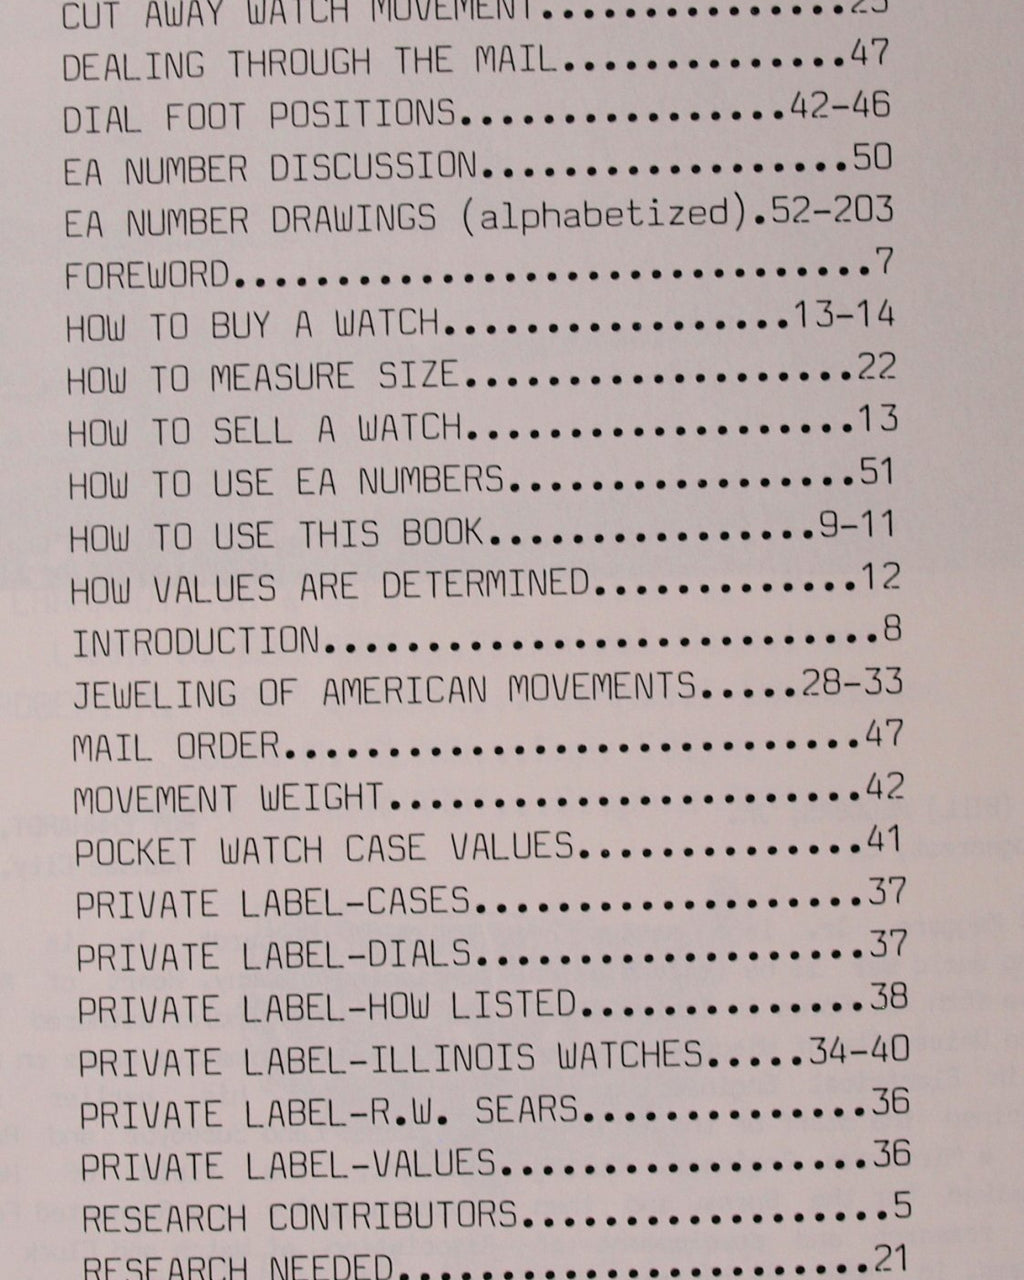 CUT AWAY WATCH MOVEMENT...............25
DEALING THROUGH THE MAIL..............47
DIAL FOOT POSITIONS................42-46
EA NUMBER DISCUSSION..................50
EA NUMBER DRAWINGS (alphabetized).52-203
FOREWORD...............................7
HOW TO BUY A WATCH.................13-14
HOW TO MEASURE SIZE...................22
HOW TO SELL A WATCH...................13
HOW TO USE EA NUMBERS.................51
HOW TO USE THIS BOOK................9-11
HOW VALUES ARE DETERMINED.............12
INTRODUCTION...........................8
JEWELING OF AMERICAN MOVEMENTS.....28-33
MAIL ORDER............................47
MOVEMENT WEIGHT.......................42
POCKET WATCH CASE VALUES..............41
PRIVATE LABEL-CASES...................37
PRIVATE LABEL-DIALS...................37
PRIVATE LABEL-HOW LISTED..............38
PRIVATE LABEL-ILLINOIS WATCHES.....34-40
PRIVATE LABEL-R.W. SEARS..............36
PRIVATE LABEL-VALUES..................36
RESEARCH CONTRIBUTORS..................5
RESEARCH NEEDED.......................21